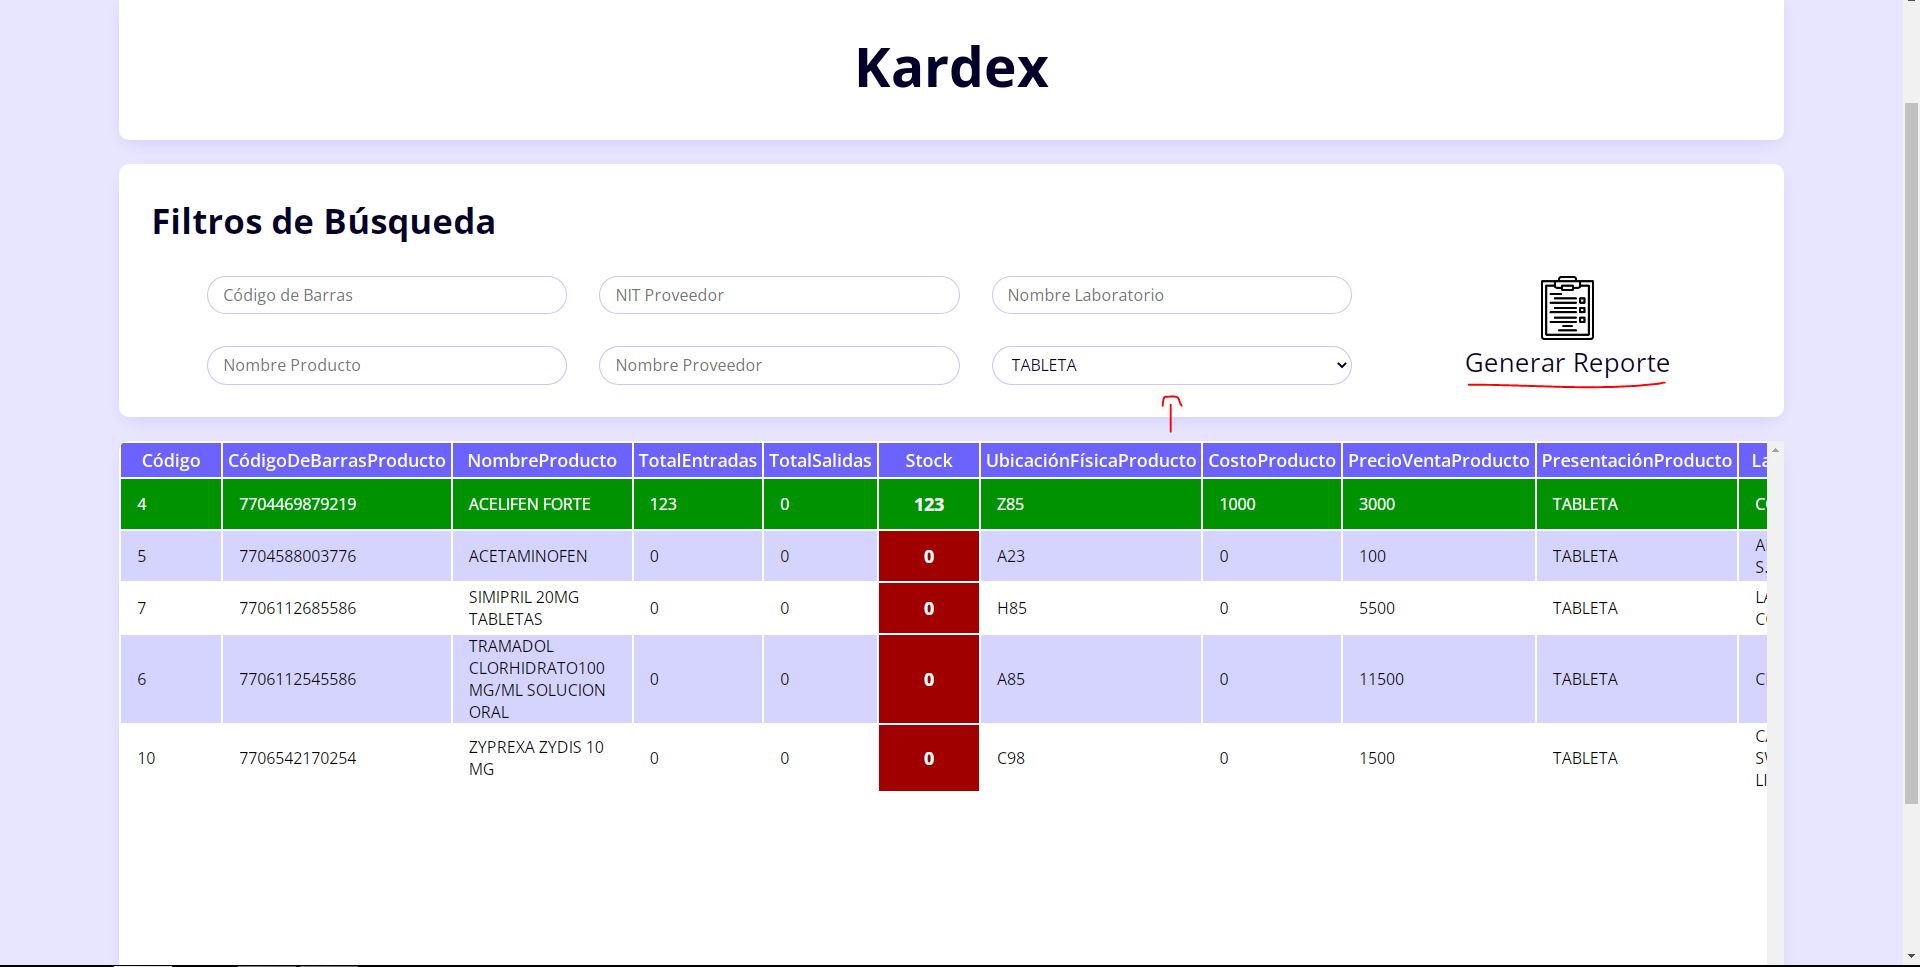 Kardex
Filtros de Búsqueda
Código de Barras NIT Proveedor Nombre Laboratorio
Nombre Producto Nombre Proveedor TABLETA Generar Reporte
Código CódigoDeBarrasProducto NombreProducto TotalEntradas TotalSalidas Stock UbicaciónFísicaProducto CostoProducto PrecioVentaProducto PresentaciónProducto La
4 7704469879219 ACELIFEN FORTE 123 0 123 Z85 1000 3000 TABLETA
5 7704588003776 ACETAMINOFEN 0 0 0 A23 0 100 TABLETA
7 7706112685586 SIMIPRIL 20MG
TABLETAS 0 0 0 H85 0 5500 TABLETA
6 7706112545586 TRAMADOL
CLORHIDRATO100
MG/ML SOLUCION
ORAL 0 0 0 A85 0 11500 TABLETA
10 7706542170254 ZYPREXA ZYDIS 10
MG 0 0 0 C98 0 1500 TABLETA